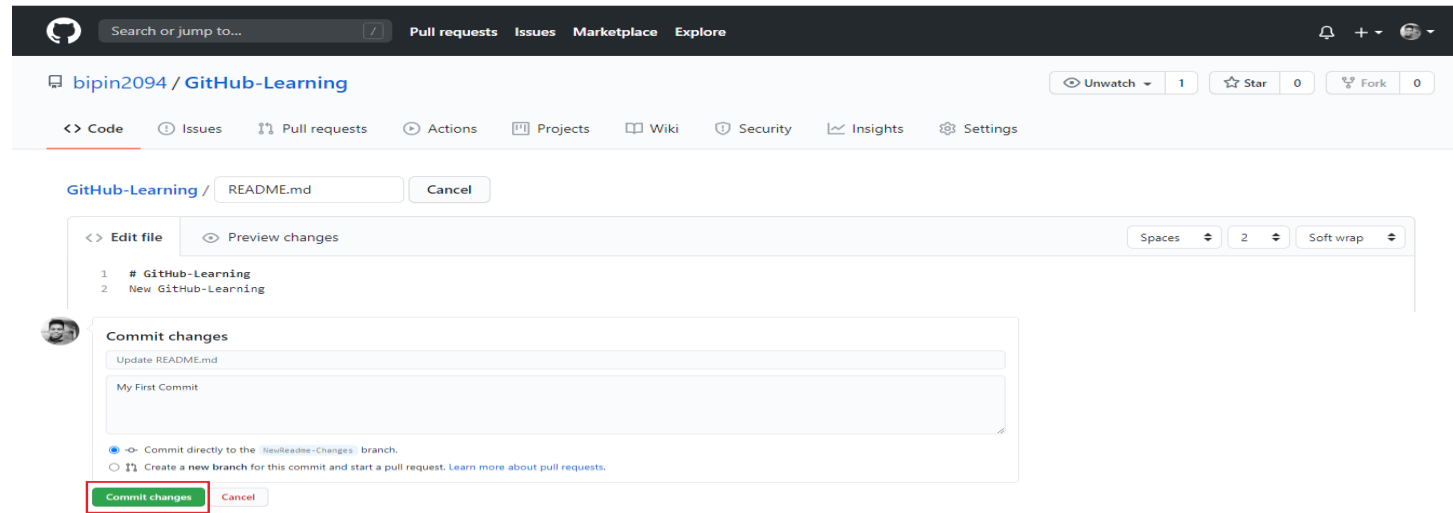 Search or jump to... / Pull requests Issues Marketplace Explore
bipin2094 / GitHub-Learning Unwatch 1 Star 0 Fork 0
<> Code Issues Pull requests Actions Projects Wiki Security Insights Settings
GitHub-Learning / README.md Cancel
<> Edit file Preview changes Spaces 2 Soft wrap
1 # GitHub-Learning
2 New GitHub-Learning
Commit changes
Update README.md
My First Commit
Commit directly to the NewReadme-Changes branch.
Create a new branch for this commit and start a pull request. Learn more about pull requests.
Commit changes Cancel